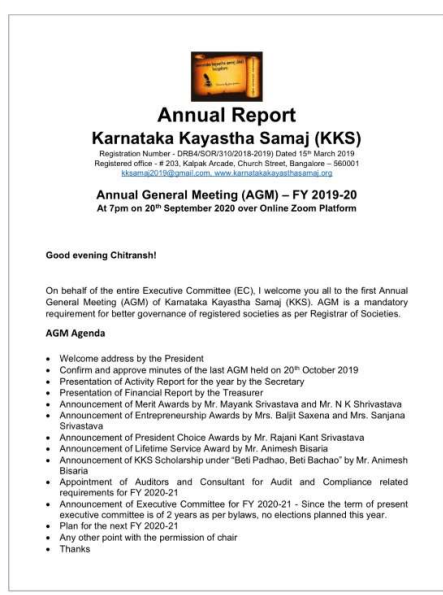 Annual Report
Karnataka Kayastha Samaj (KKS)
Registration Number - DRB4/SOR/310/2018-2019) Dated 15th March 2019
Registered office - # 203, Kalpak Arcade, Church Street, Bangalore – 560001
kksamaj2019@gmail.com, www.karnatakakayasthasamaj.org
Annual General Meeting (AGM) – FY 2019-20
At 7pm on 20th September 2020 over Online Zoom Platform
Good evening Chitransh!
On behalf of the entire Executive Committee (EC), I welcome you all to the first Annual
General Meeting (AGM) of Karnataka Kayastha Samaj (KKS). AGM is a mandatory
requirement for better governance of registered societies as per Registrar of Societies.
AGM Agenda
• Welcome address by the President
• Confirm and approve minutes of the last AGM held on 20th October 2019
• Presentation of Activity Report for the year by the Secretary
• Presentation of Financial Report by the Treasurer
• Announcement of Merit Awards by Mr. Mayank Srivastava and Mr. N K Shrivastava
• Announcement of Entrepreneurship Awards by Mrs. Baljit Saxena and Mrs. Sanjana
Srivastava
• Announcement of President Choice Awards by Mr. Rajani Kant Srivastava
• Announcement of Lifetime Service Award by Mr. Animesh Bisaria
• Announcement of KKS Scholarship under “Beti Padhao, Beti Bachao” by Mr. Animesh
Bisaria
• Appointment of Auditors and Consultant for Audit and Compliance related
requirements for FY 2020-21
• Announcement of Executive Committee for FY 2020-21 - Since the term of present
executive committee is of 2 years as per bylaws, no elections planned this year.
• Plan for the next FY 2020-21
• Any other point with the permission of chair
• Thanks